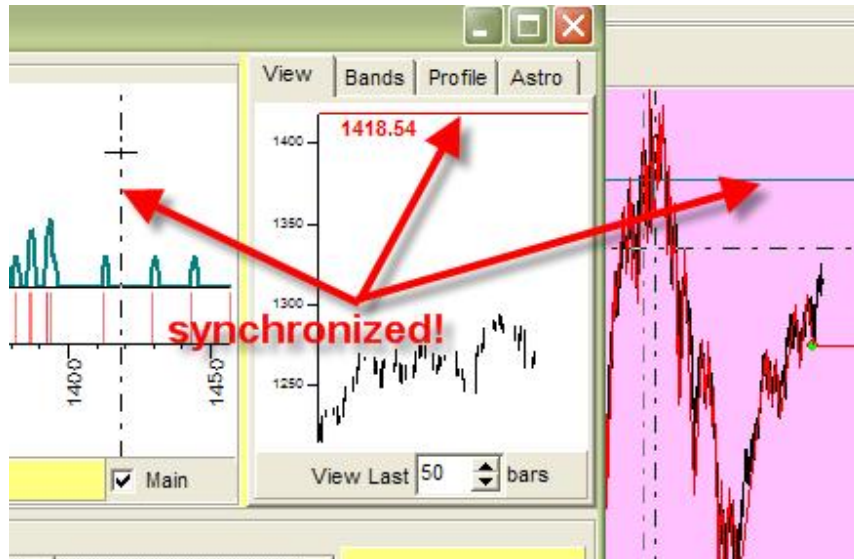 View Bands Profile Astro
1400
1418.54
1350
1300
synchronized!
1250
1400
1450
Main
View Last 50 bars